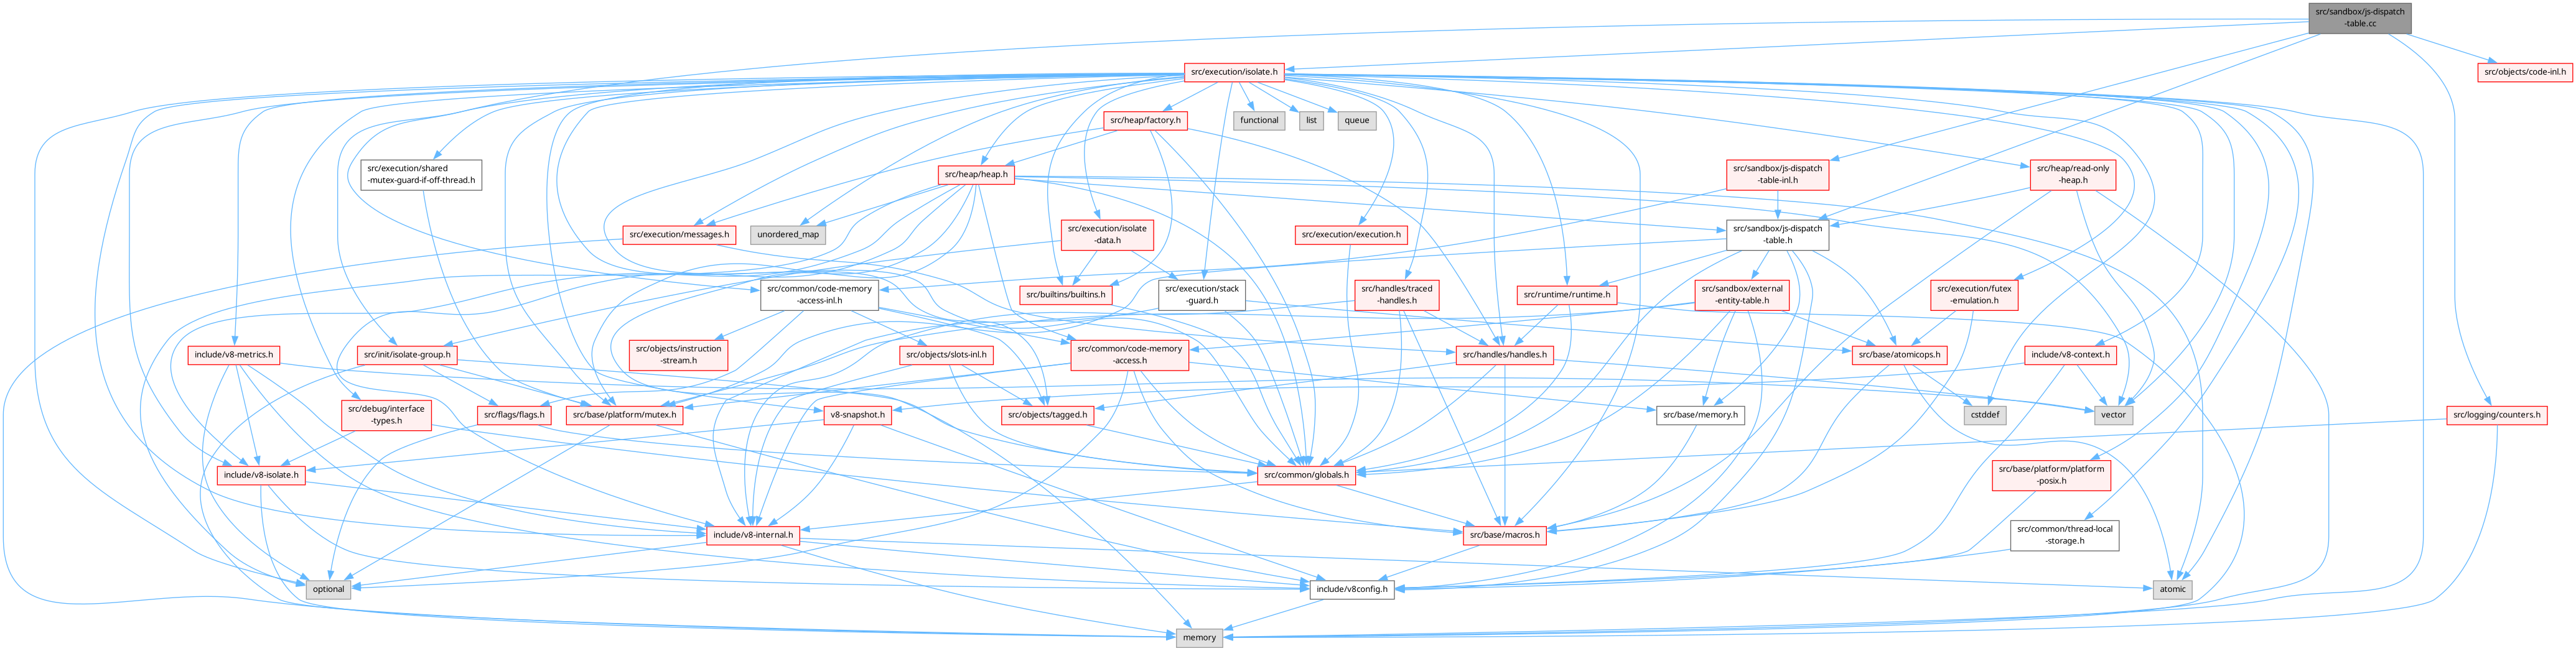 src/sandbox/js-dispatch
-table.cc
src/execution/isolate.h
src/objects/code-inl.h
src/heap/factory.h
functional
list
queue
src/execution/shared
-mutex-guard-if-off-thread.h
src/heap/heap.h
src/sandbox/js-dispatch
-table-inl.h
src/heap/read-only
-heap.h
src/execution/messages.h
unordered_map
src/execution/isolate
-data.h
src/execution/execution.h
src/sandbox/js-dispatch
-table.h
src/common/code-memory
-access-inl.h
src/builtins/builtins.h
src/execution/stack
-guard.h
src/handles/traced
-handles.h
src/runtime/runtime.h
src/sandbox/external
-entity-table.h
src/execution/futex
-emulation.h
include/v8-metrics.h
src/init/isolate-group.h
src/objects/instruction
-stream.h
src/objects/slots-inl.h
src/common/code-memory
-access.h
src/handles/handles.h
src/base/atomicops.h
include/v8-context.h
src/debug/interface
-types.h
src/flags/flags.h
src/base/platform/mutex.h
v8-snapshot.h
src/objects/tagged.h
src/base/memory.h
cstddef
vector
src/logging/counters.h
include/v8-isolate.h
src/common/globals.h
src/base/platform/platform
-posix.h
include/v8-internal.h
src/base/macros.h
src/common/thread-local
-storage.h
optional
include/v8config.h
atomic
memory